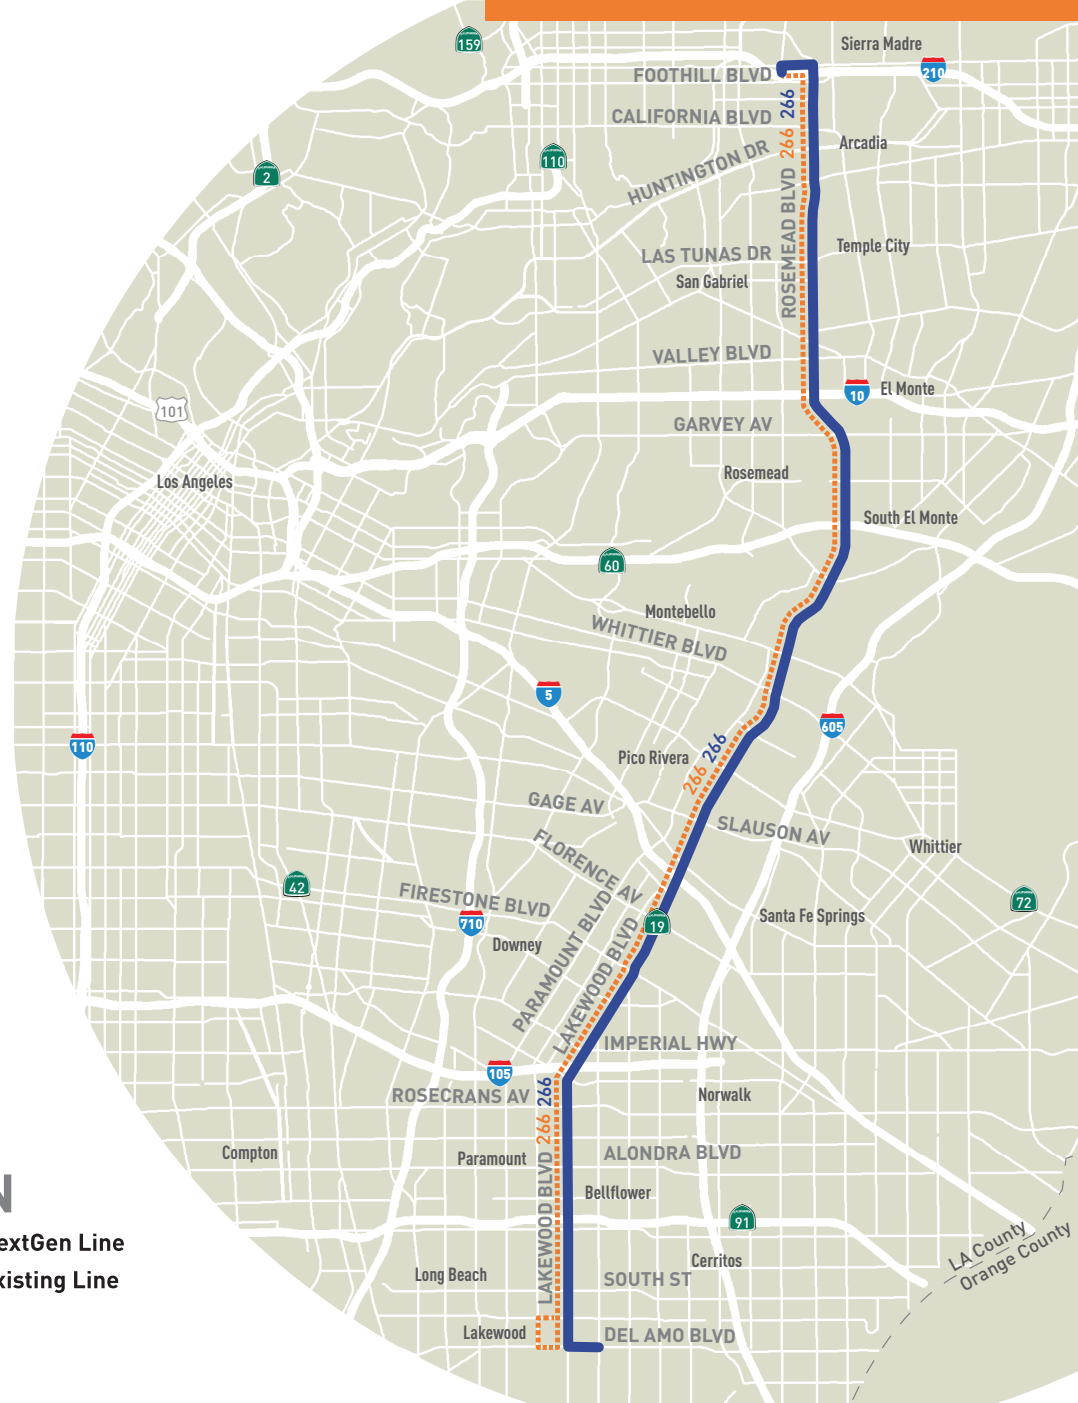 159
Sierra Madre
FOOTHILL BLVD
210
266
CALIFORNIA BLVD
266
Arcadia
110
HUNTINGTON DR
2
ROSEMEAD BLVD
Temple City
LAS TUNAS DR
San Gabriel
VALLEY BLVD
10
El Monte
101
GARVEY AV
Rosemead
Los Angeles
South El Monte
60
Montebello
WHITTIER BLVD
5
605
110
Pico Rivera
266
266
GAGE AV
SLAUSON AV
FLORENCE AV
Whittier
42
FIRESTONE BLVD
72
PARAMOUNT BLVD
LAKEWOOD BLVD
19
Santa Fe Springs
710
Downey
IMPERIAL HWY
105
ROSECRANS AV
266
266
Norwalk
Compton
Paramount
ALONDRA BLVD
LAKEWOOD BLVD
Bellflower
N
91
extGen Line
LA County
Orange County
Cerritos
xisting Line
Long Beach
SOUTH ST
Lakewood
DEL AMO BLVD